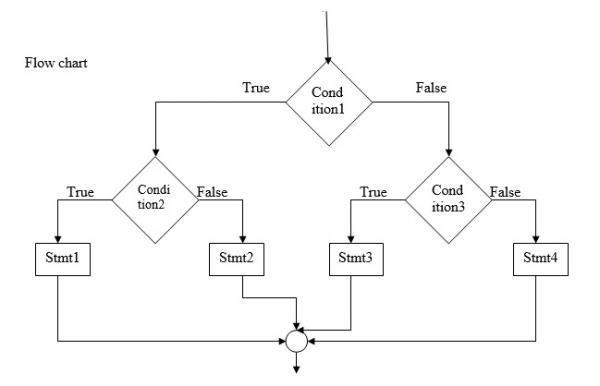 Flow chart
True
Cond
ition1
False
True
Condi
tion2
False
True
Cond
ition3
False
Stmt1
Stmt2
Stmt3
Stmt4